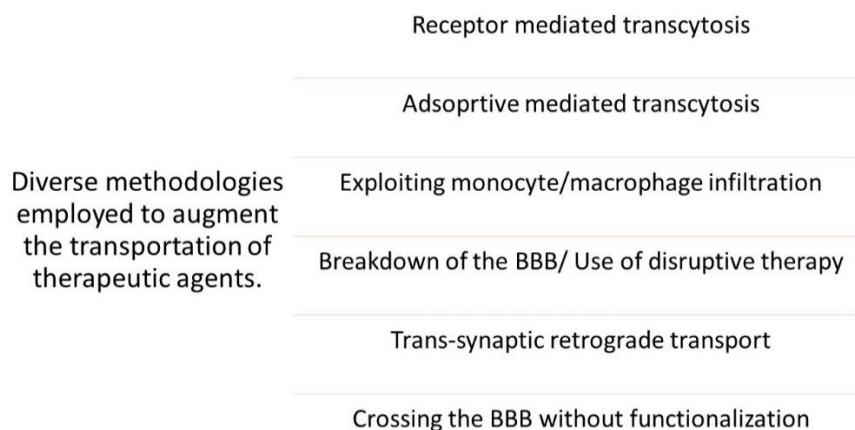 Diverse methodologies
employed to augment
the transportation of
therapeutic agents.
Receptor mediated transcytosis
Adsoprtive mediated transcytosis
Exploiting monocyte/macrophage infiltration
Breakdown of the BBB/ Use of disruptive therapy
Trans-synaptic retrograde transport
Crossing the BBB without functionalization